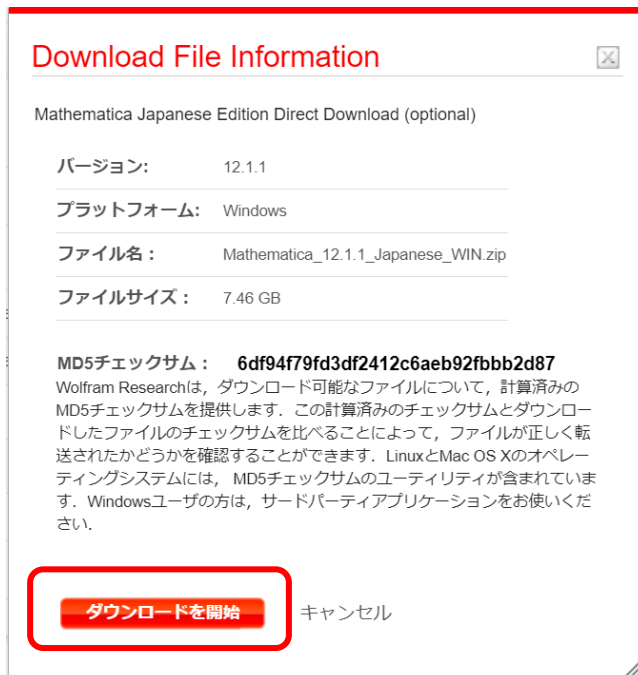 Download File Information
Mathematica Japanese Edition Direct Download (optional)
バージョン: 12.1.1
プラットフォーム: Windows
ファイル名： Mathematica_12.1.1_Japanese_WIN.zip
ファイルサイズ： 7.46 GB
MD5チェックサム： 6df94f79fd3df2412c6aeb92fbbb2d87
Wolfram Researchは，ダウンロード可能なファイルについて，計算済みの
MD5チェックサムを提供します．この計算済みのチェックサムとダウンロー
ドしたファイルのチェックサムを比べることによって，ファイルが正しく転
送されたかどうかを確認することができます．LinuxとMac OS Xのオペレー
ティングシステムには， MD5チェックサムのユーティリティが含まれていま
す．Windowsユーザの方は，サードパーティアプリケーションをお使いくだ
さい．
ダウンロードを開始 キャンセル